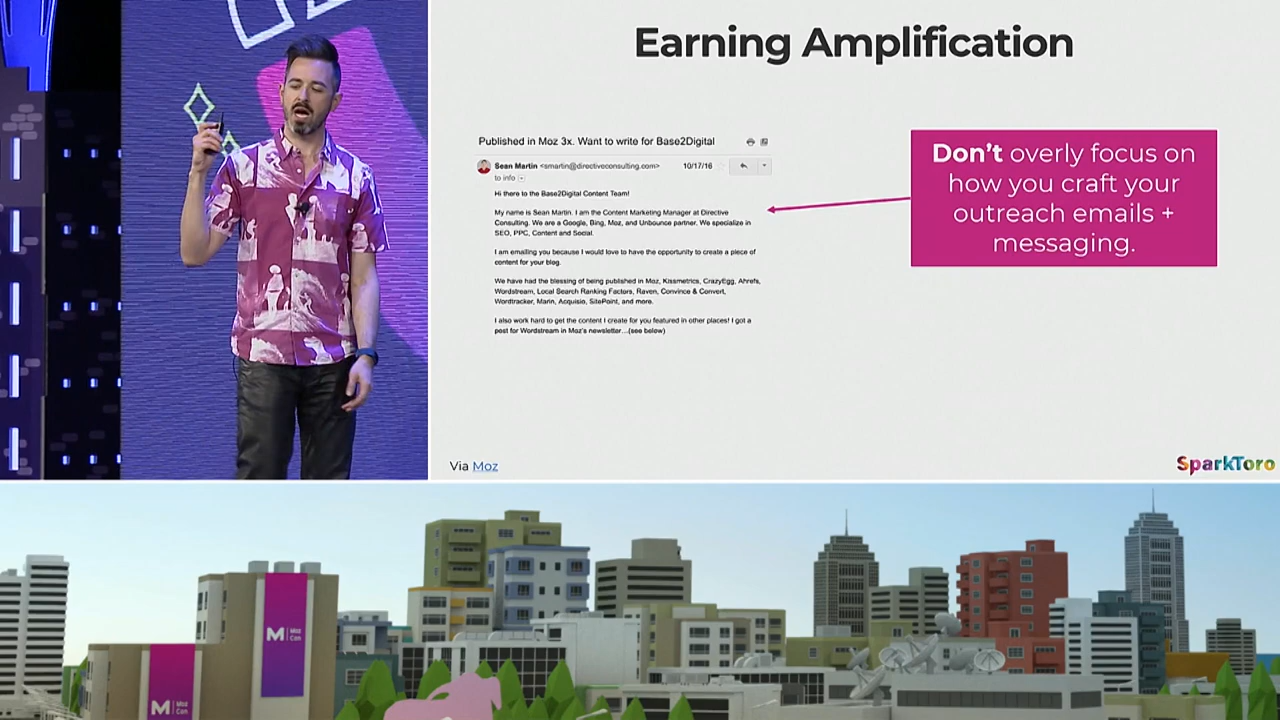 Earning Amplification
Published in Moz 3x. Want to write for Base2Digital
Sean Martin <smartin@directiveconsulting.com>
10/17/16
to info
Hi there to the Base2Digital Content Team!
My name is Sean Martin. I am the Content Marketing Manager at Directive
Consulting. We are a Google, Bing, Moz, and Unbounce partner. We specialize in
SEO, PPC, Content and Social.
I am emailing you because I would love to have the opportunity to create a piece of
content for your blog.
We have had the blessing of being published in Moz, Kissmetrics, CrazyEgg, Ahrefs,
Wordstream, Local Search Ranking Factors, Raven, Convince & Convert,
Wordtracker, Marin, Acquisio, SitePoint, and more.
I also work hard to get the content I create for you featured in other places! I got a
post for Wordstream in Moz's newsletter…(see below)
Don't overly focus on
how you craft your
outreach emails +
messaging.
Via Moz
SparkToro
M Moz
Con
M Moz
Con